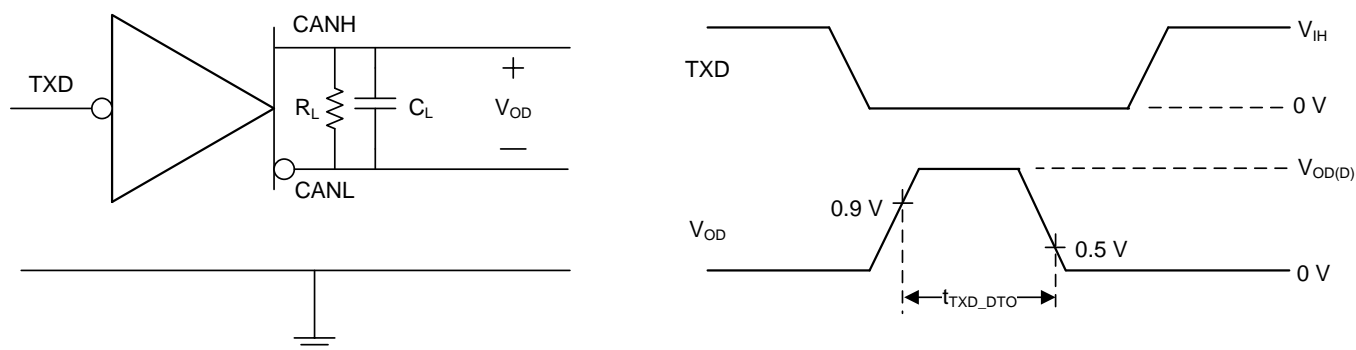 CANH
TXD
R_L
C_L
+
V_OD
—
CANL
V_IH
TXD
0 V
V_OD(D)
0.9 V
V_OD
0.5 V
0 V
t_TXD_DTO